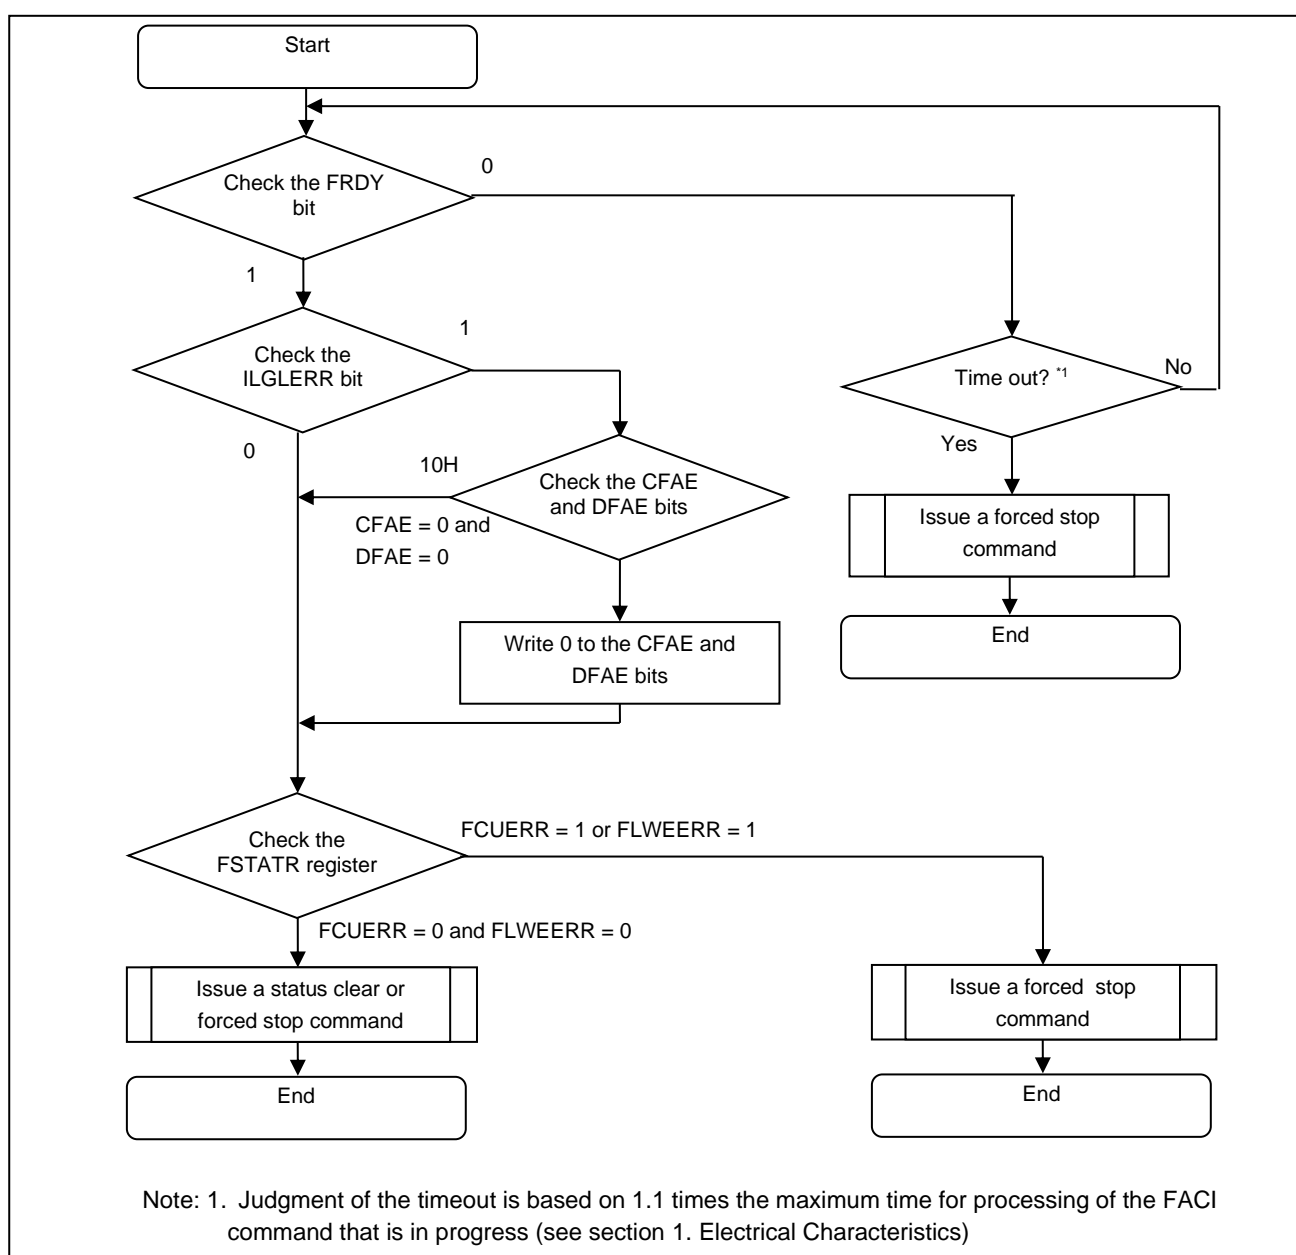 Start
Check the FRDY
bit
0
1
Check the
ILGLERR bit
1
0
10H
CFAE = 0 and
DFAE = 0
Check the CFAE
and DFAE bits
Write 0 to the CFAE and
DFAE bits
Time out? *1
No
Yes
Issue a forced stop
command
End
Check the
FSTATR register
FCUERR = 1 or FLWEERR = 1
FCUERR = 0 and FLWEERR = 0
Issue a status clear or
forced stop command
End
Issue a forced  stop
command
End
Note: 1.  Judgment of the timeout is based on 1.1 times the maximum time for processing of the FACI
command that is in progress (see section 1. Electrical Characteristics)